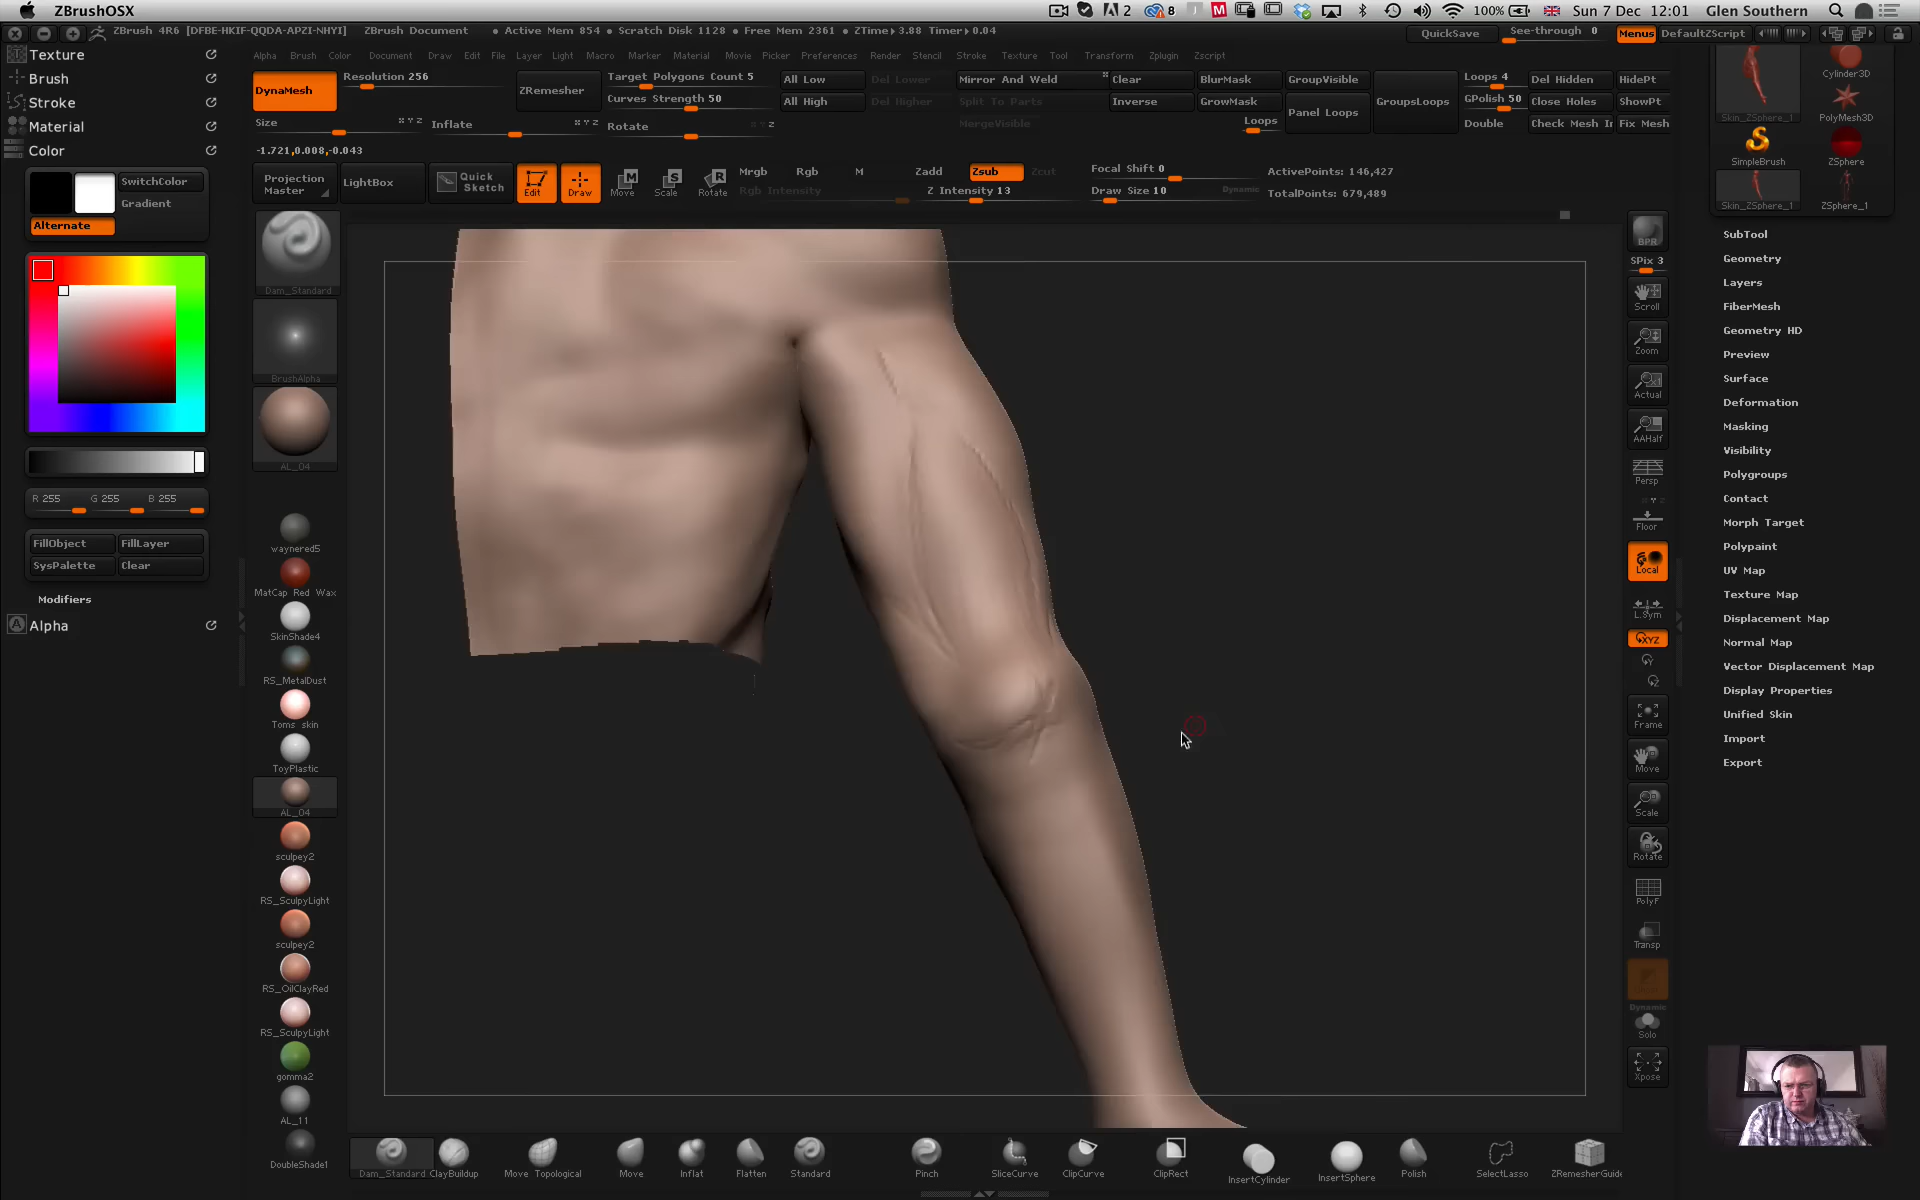 ZBrushOSX
2
8
100%
Sun 7 Dec 12:01
Glen Southern
ZBrush 4R6 [DFBE-HKIF-QQDA-APZI-NHYI]
ZBrush Document
• Active Mem 854 • Scratch Disk 1128 • Free Mem 2361 • ZTime▸3.88 Timer▸0.04
QuickSave
See-through 0
Menus
DefaultZScript
Alpha Brush Color Document Draw Edit File Layer Light Macro Marker Material Movie Picker Preferences Render Stencil Stroke Texture Tool Transform Zplugin Zscript
Texture
Brush
Stroke
Material
Color
SwitchColor
Gradient
Alternate
R 255 G 255 B 255
FillObject FillLayer
SysPalette Clear
Modifiers
Alpha
DynaMesh
Resolution 256
Size
X Y Z
Inflate
X Y Z
ZRemesher
Target Polygons Count 5
Curves Strength 50
Rotate
Z
All Low
All High
Del Lower
Del Higher
Mirror And Weld
Split To Parts
MergeVisible
Clear
Inverse
BlurMask
GrowMask
Loops
GroupVisible
Panel Loops
GroupsLoops
Loops 4
GPolish 50
Double
Del Hidden
Close Holes
Check Mesh Ir
HidePt
ShowPt
Fix Mesh
-1.721,0.008,-0.043
Projection
Master
LightBox
Quick
Sketch
Edit
Draw
Move
Scale
Rotate
Mrgb Rgb M
Rgb Intensity
Zadd Zsub Zcut
Z Intensity 13
Focal Shift 0
Draw Size 10
Dynamic
ActivePoints: 146,427
TotalPoints: 679,489
Dam_Standard
BrushAlpha
AL_04
waynered5
MatCap Red Wax
SkinShade4
RS_MetalDust
Toms skin
ToyPlastic
AL_04
sculpey2
RS_SculpyLight
sculpey2
RS_OilClayRed
RS_SculpyLight
gomma2
AL_11
DoubleShade1
BPR
SPix 3
Scroll
Zoom
Actual
AAHalf
Persp
Floor
Local
L.Sym
XYZ
Frame
Move
Scale
Rotate
PolyF
Transp
Dynamic
Solo
Xpose
Skin_ZSphere_1
Cylinder3D
PolyMesh3D
SimpleBrush
ZSphere
Skin_ZSphere_1
ZSphere_1
SubTool
Geometry
Layers
FiberMesh
Geometry HD
Preview
Surface
Deformation
Masking
Visibility
Polygroups
Contact
Morph Target
Polypaint
UV Map
Texture Map
Displacement Map
Normal Map
Vector Displacement Map
Display Properties
Unified Skin
Import
Export
Dam_Standard ClayBuildup Move Topological Move Inflat Flatten Standard Pinch SliceCurve ClipCurve ClipRect InsertCylinder InsertSphere Polish SelectLasso ZRemesherGuide